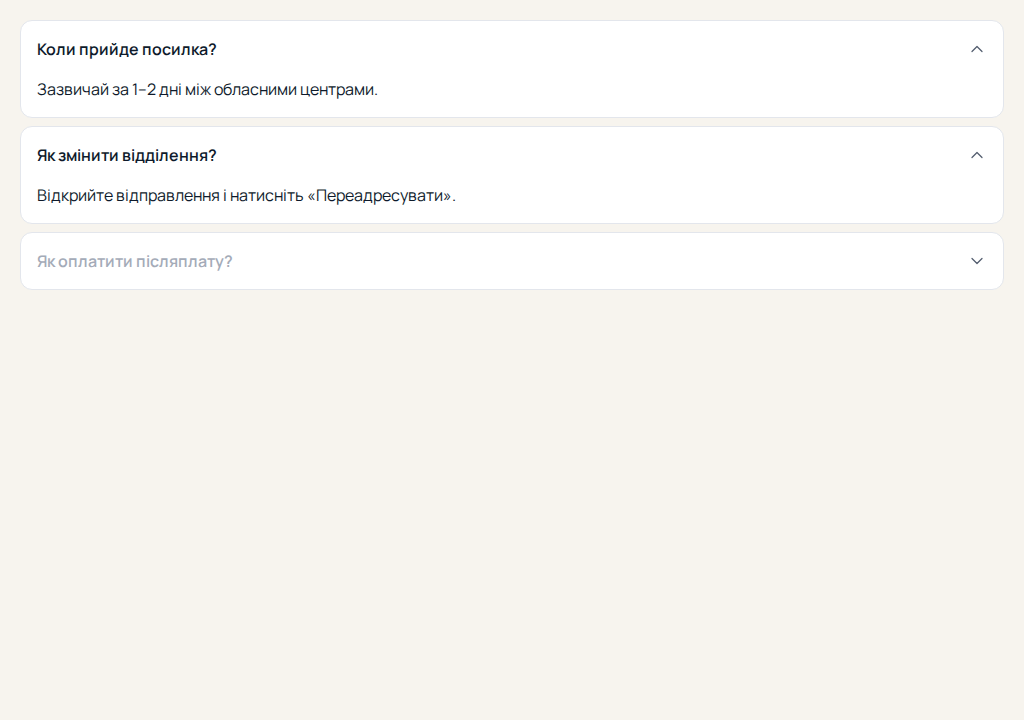 Коли прийде посилка?
Зазвичай за 1–2 дні між обласними центрами.
Як змінити відділення?
Відкрийте відправлення і натисніть «Переадресувати».
Як оплатити післяплату?